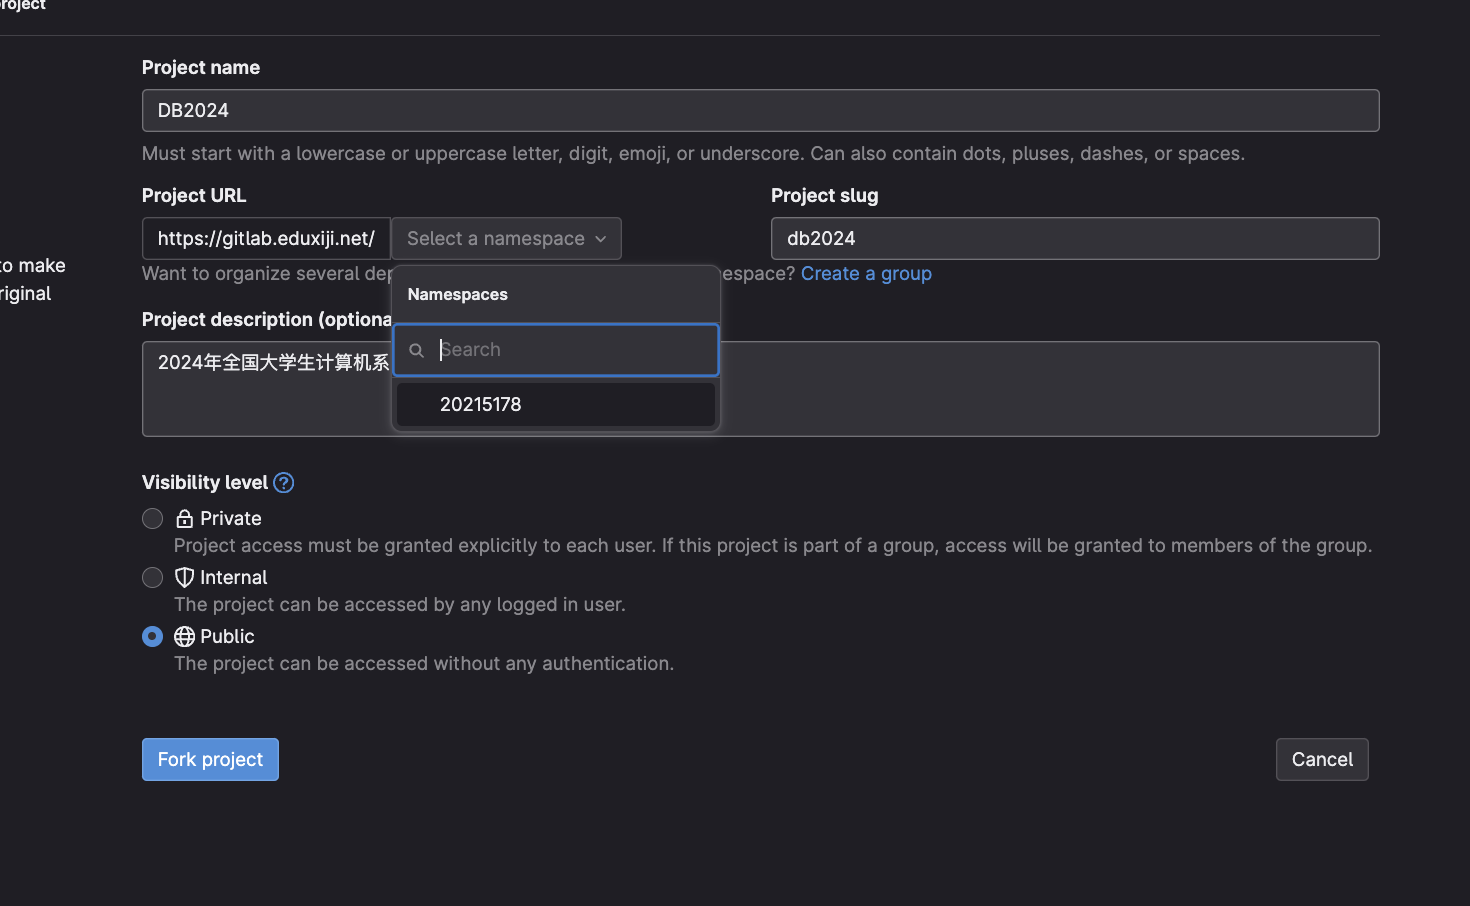 project
Project name
DB2024
Must start with a lowercase or uppercase letter, digit, emoji, or underscore. Can also contain dots, pluses, dashes, or spaces.
Project URL
Project slug
https://gitlab.eduxiji.net/
Select a namespace
db2024
to make
Want to organize several
espace? Create a group
original
Namespaces
Project description
Search
2024年全国大学生计算机系
20215178
Visibility level ?
Private
Project access must be granted explicitly to each user. If this project is part of a group, access will be granted to members of the group.
Internal
The project can be accessed by any logged in user.
Public
The project can be accessed without any authentication.
Fork project
Cancel